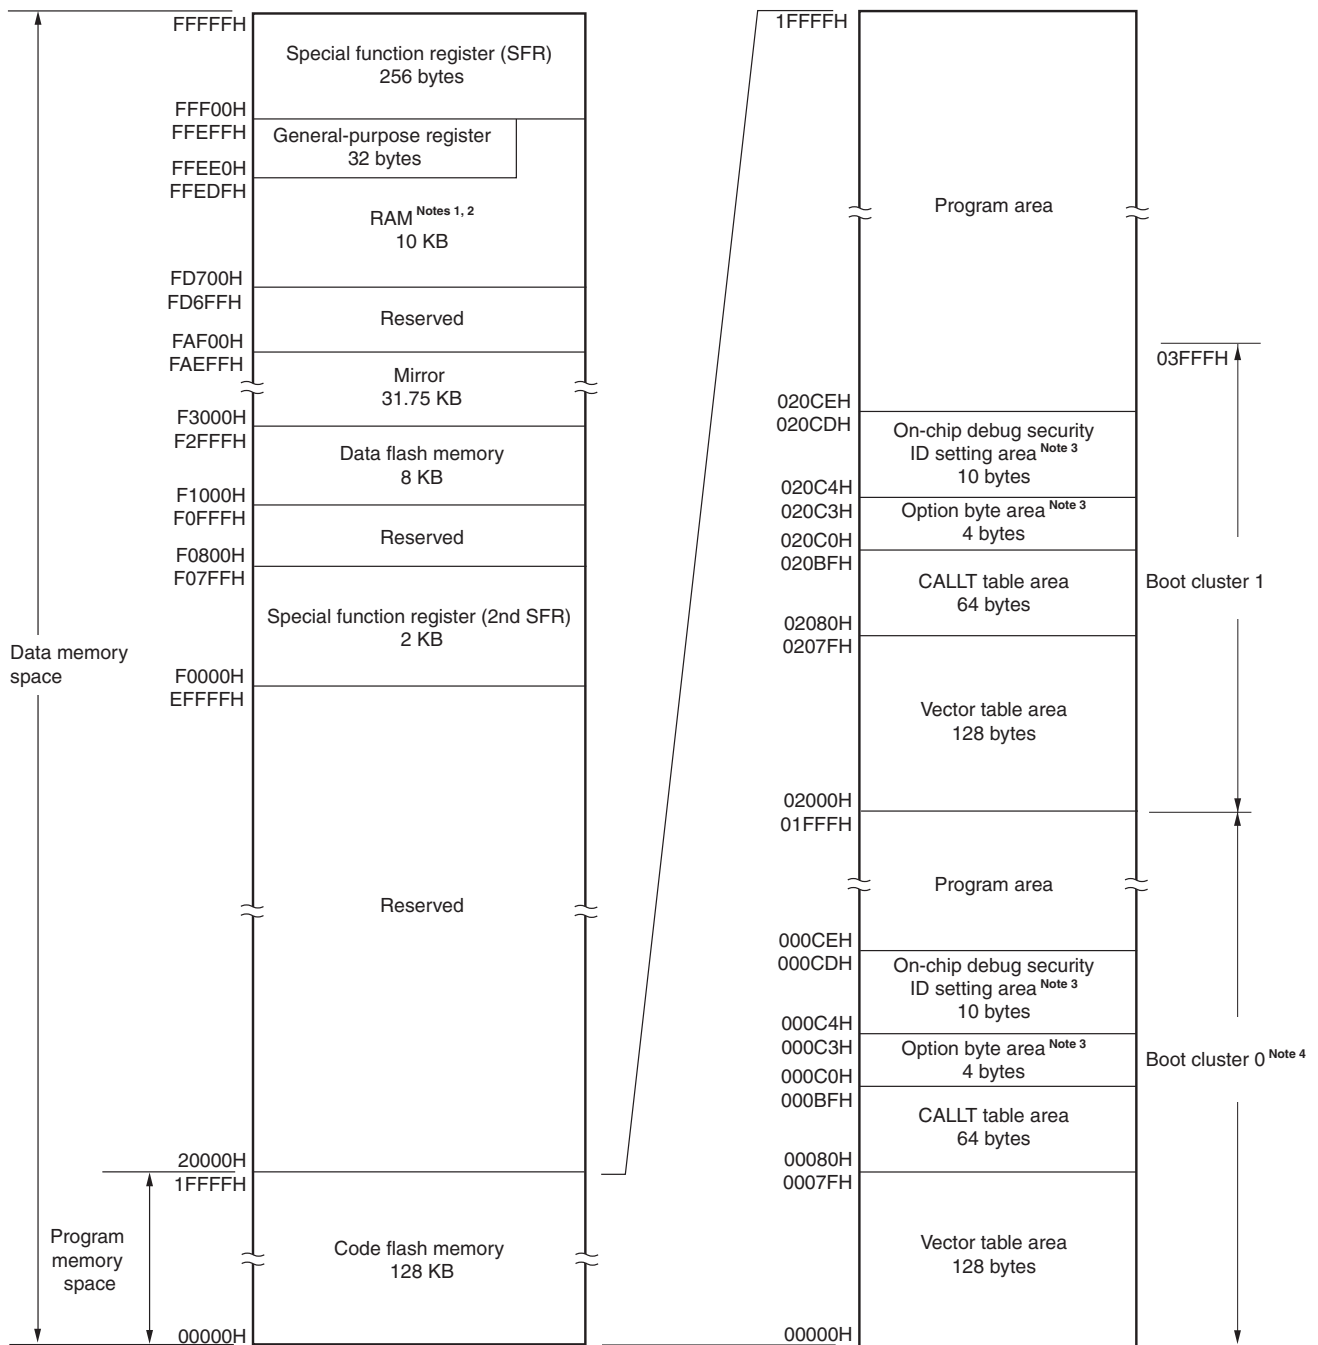 FFFFFH
Special function register (SFR)
256 bytes
FFF00H
FFEFFH
General-purpose register
32 bytes
FFEE0H
FFEDFH
RAM Notes 1, 2
10 KB
FD700H
FD6FFH
Reserved
FAF00H
FAEFFH
Mirror
31.75 KB
F3000H
F2FFFH
Data flash memory
8 KB
F1000H
F0FFFH
Reserved
F0800H
F07FFH
Special function register (2nd SFR)
2 KB
Data memory
space
F0000H
EFFFFH
Reserved
20000H
1FFFFH
Program
memory
space
Code flash memory
128 KB
00000H
1FFFFH
Program area
03FFFH
020CEH
020CDH
On-chip debug security
ID setting area Note 3
10 bytes
020C4H
020C3H
Option byte area Note 3
4 bytes
020C0H
020BFH
CALLT table area
64 bytes
Boot cluster 1
02080H
0207FH
Vector table area
128 bytes
02000H
01FFFH
Program area
000CEH
000CDH
On-chip debug security
ID setting area Note 3
10 bytes
000C4H
000C3H
Option byte area Note 3
4 bytes
Boot cluster 0 Note 4
000C0H
000BFH
CALLT table area
64 bytes
00080H
0007FH
Vector table area
128 bytes
00000H